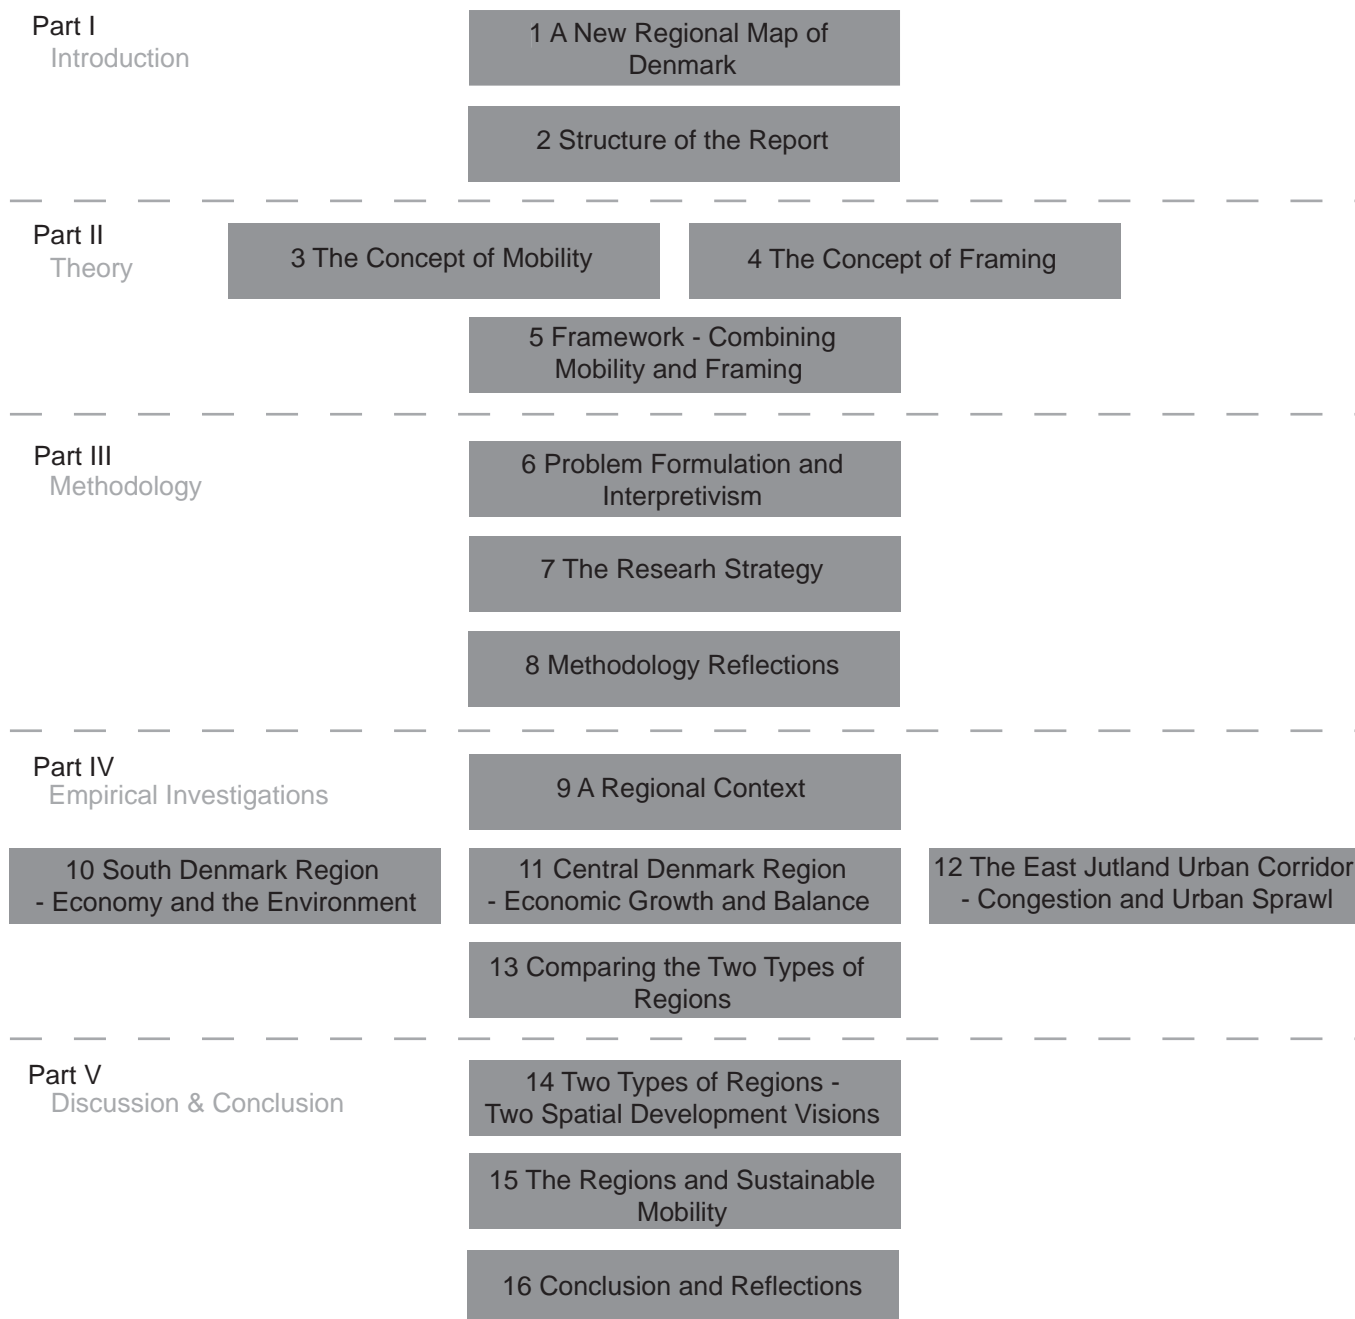 Part I
Introduction
1 A New Regional Map of
Denmark
2 Structure of the Report
Part II
Theory
3 The Concept of Mobility
4 The Concept of Framing
5 Framework - Combining
Mobility and Framing
Part III
Methodology
6 Problem Formulation and
Interpretivism
7 The Researh Strategy
8 Methodology Reflections
Part IV
Empirical Investigations
9 A Regional Context
10 South Denmark Region
- Economy and the Environment
11 Central Denmark Region
- Economic Growth and Balance
12 The East Jutland Urban Corridor
- Congestion and Urban Sprawl
13 Comparing the Two Types of
Regions
Part V
Discussion & Conclusion
14 Two Types of Regions -
Two Spatial Development Visions
15 The Regions and Sustainable
Mobility
16 Conclusion and Reflections